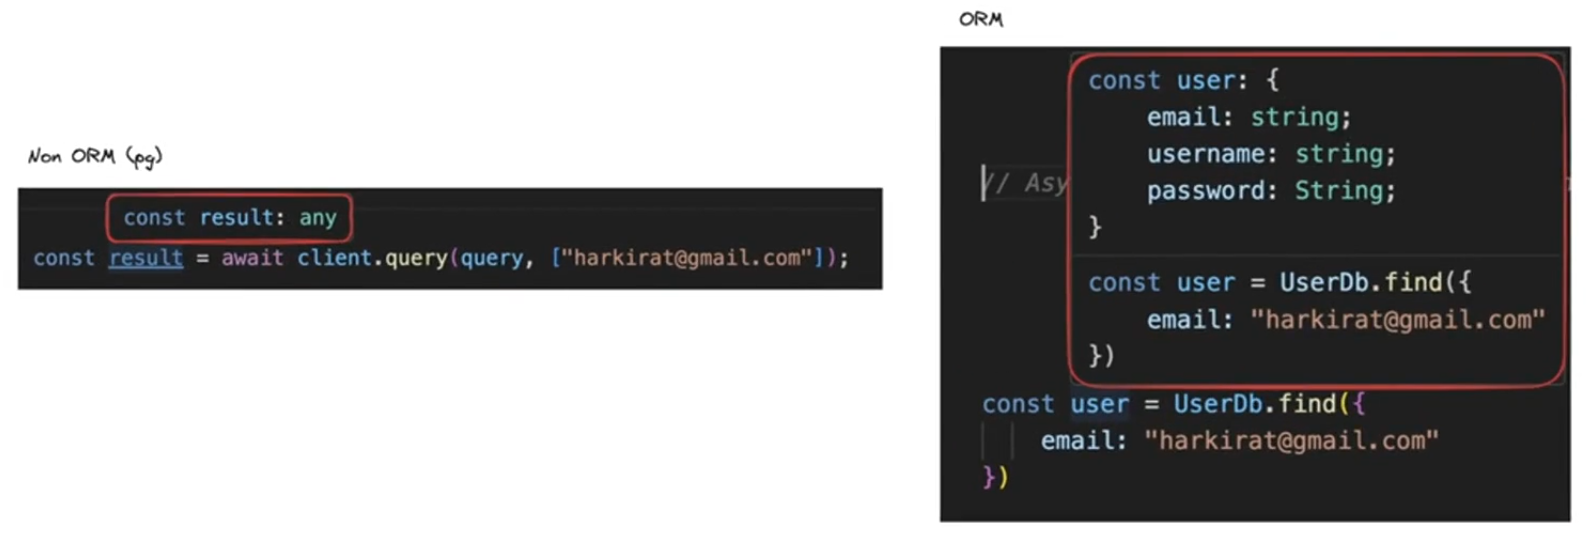 Non ORM (pg)
const result: any
const result = await client.query(query, ["harkirat@gmail.com"]);
ORM
const user: {
email: string;
username: string;
password: String;
}
// Asy
const user = UserDb.find({
email: "harkirat@gmail.com"
})
const user = UserDb.find({
email: "harkirat@gmail.com"
})